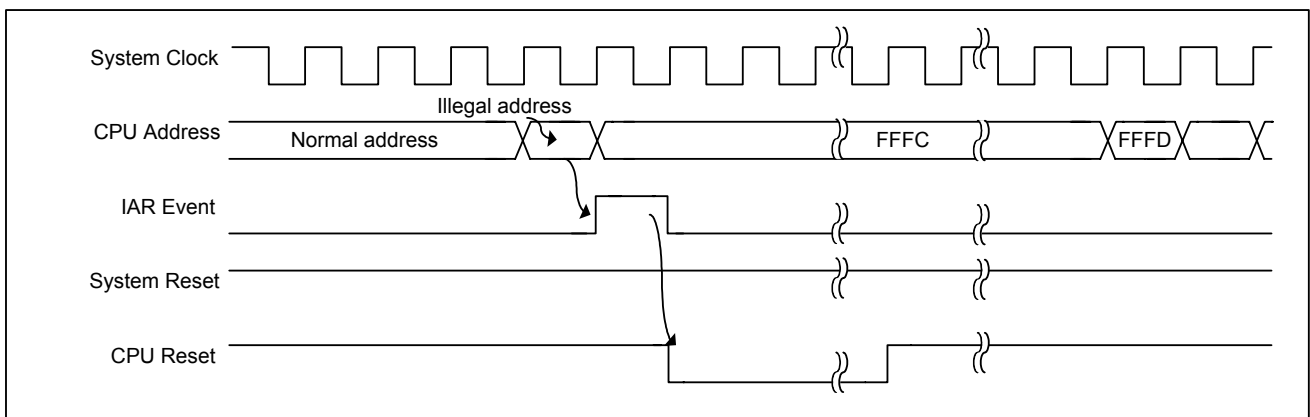 System Clock
Illegal address
CPU Address
Normal address
FFFC
FFFD
IAR Event
System Reset
CPU Reset